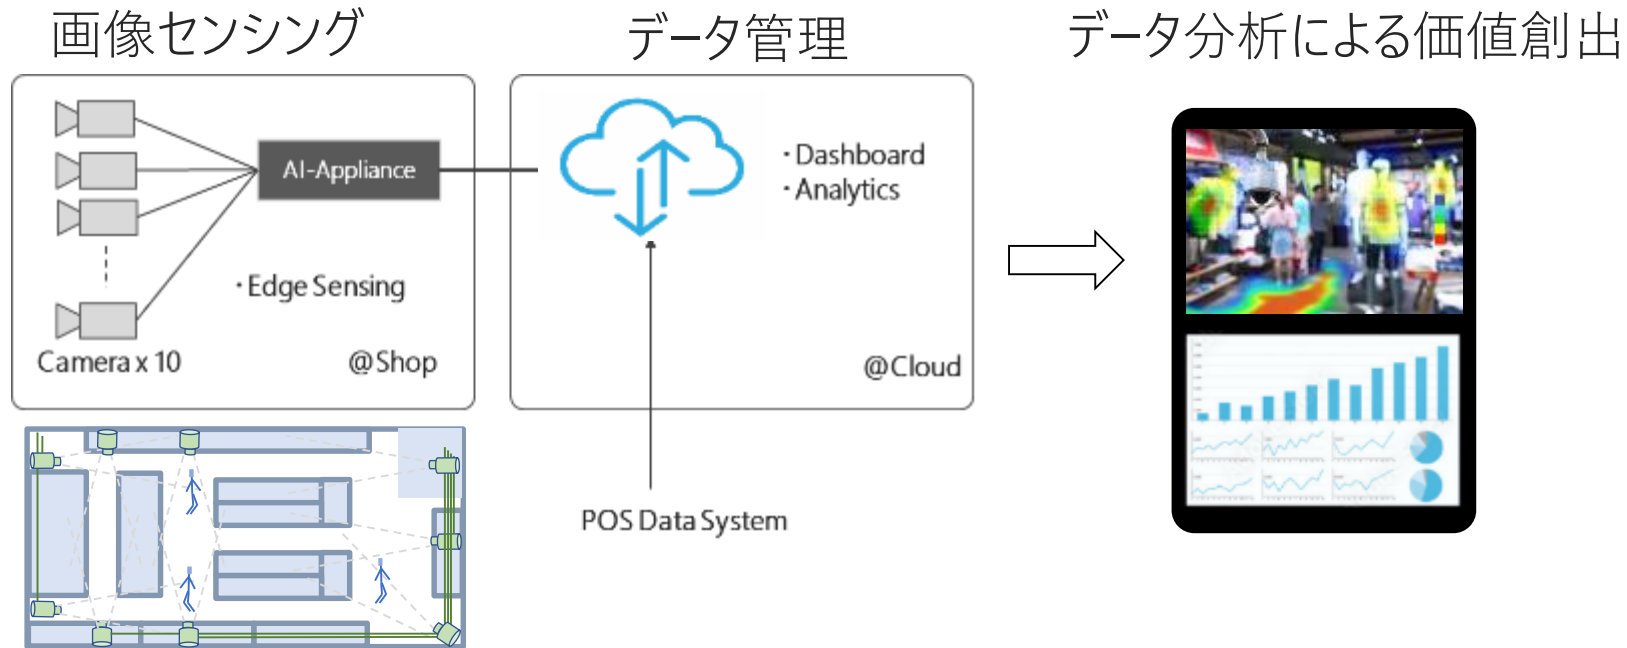 画像センシング
データ管理
データ分析による価値創出
AI-Appliance
・Edge Sensing
Camera x 10
@Shop
・Dashboard
・Analytics
@Cloud
POS Data System